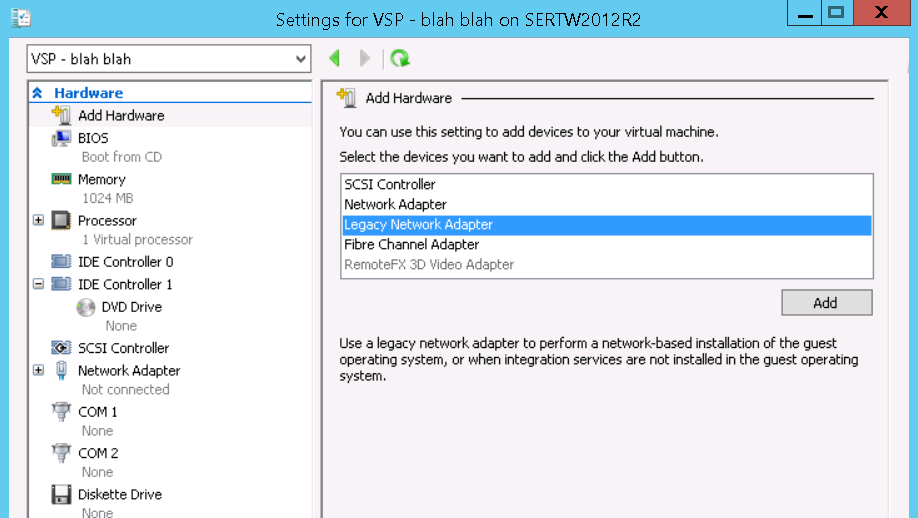 Settings for VSP - blah blah on SERTW2012R2
VSP - blah blah
Hardware
Add Hardware
BIOS
Boot from CD
Memory
1024 MB
Processor
1 Virtual processor
IDE Controller 0
IDE Controller 1
DVD Drive
None
SCSI Controller
Network Adapter
Not connected
COM 1
None
COM 2
None
Diskette Drive
None
Add Hardware
You can use this setting to add devices to your virtual machine.
Select the devices you want to add and click the Add button.
SCSI Controller
Network Adapter
Legacy Network Adapter
Fibre Channel Adapter
RemoteFX 3D Video Adapter
Add
Use a legacy network adapter to perform a network-based installation of the guest
operating system, or when integration services are not installed in the guest operating
system.